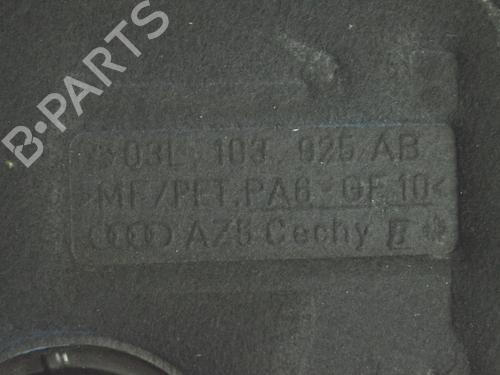 B-PARTS
03L 103 925 AB
>MF/PET,PA6-GF10<
AZ5 Cechy